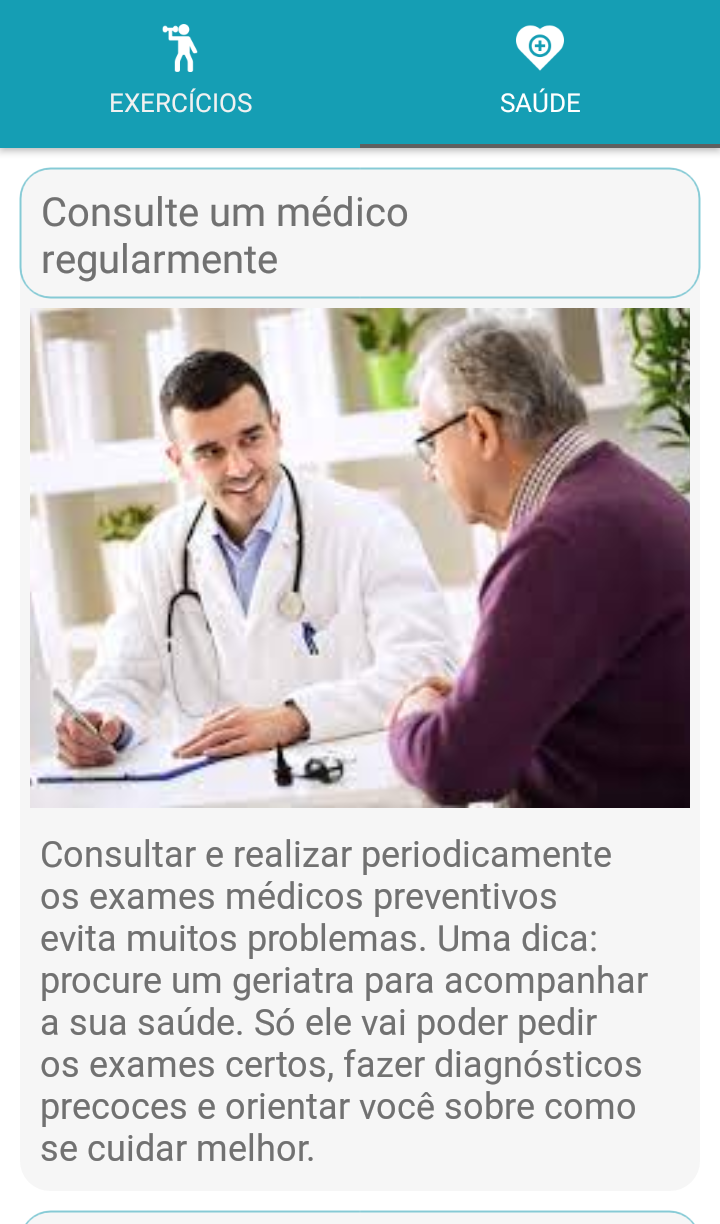 EXERCÍCIOS
SAÚDE
Consulte um médico
regularmente
Consultar e realizar periodicamente
os exames médicos preventivos
evita muitos problemas. Uma dica:
procure um geriatra para acompanhar
a sua saúde. Só ele vai poder pedir
os exames certos, fazer diagnósticos
precoces e orientar você sobre como
se cuidar melhor.